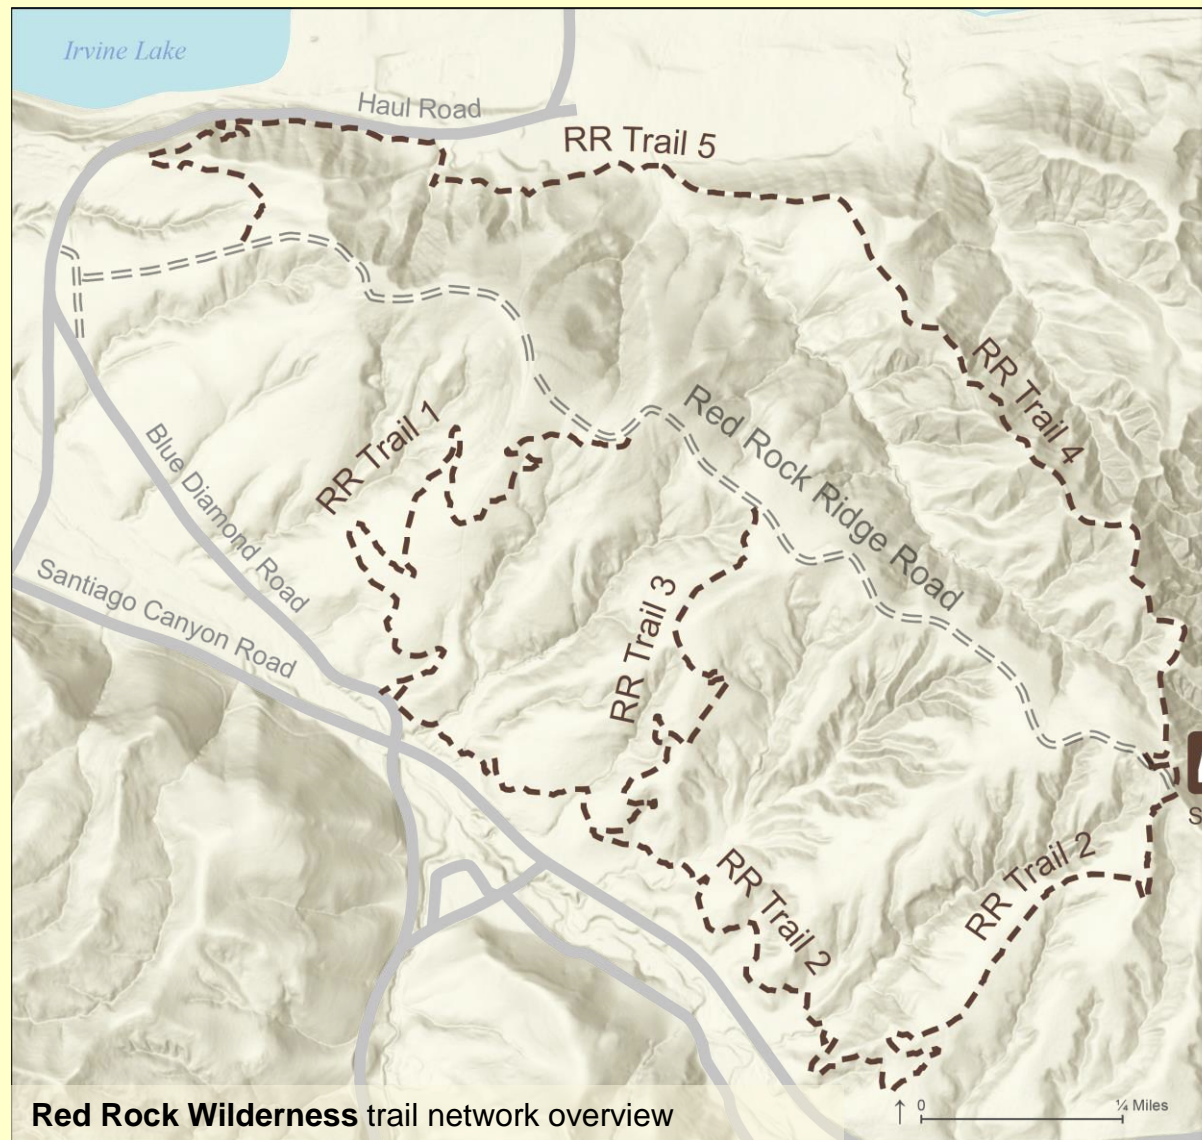 Irvine Lake
Haul Road
RR Trail 5
RR Trail 4
RR Trail 1
Red Rock Ridge Road
Blue Diamond Road
Santiago Canyon Road
RR Trail 3
S
RR Trail 2
RR Trail 2
Red Rock Wilderness trail network overview
0 ¼ Miles